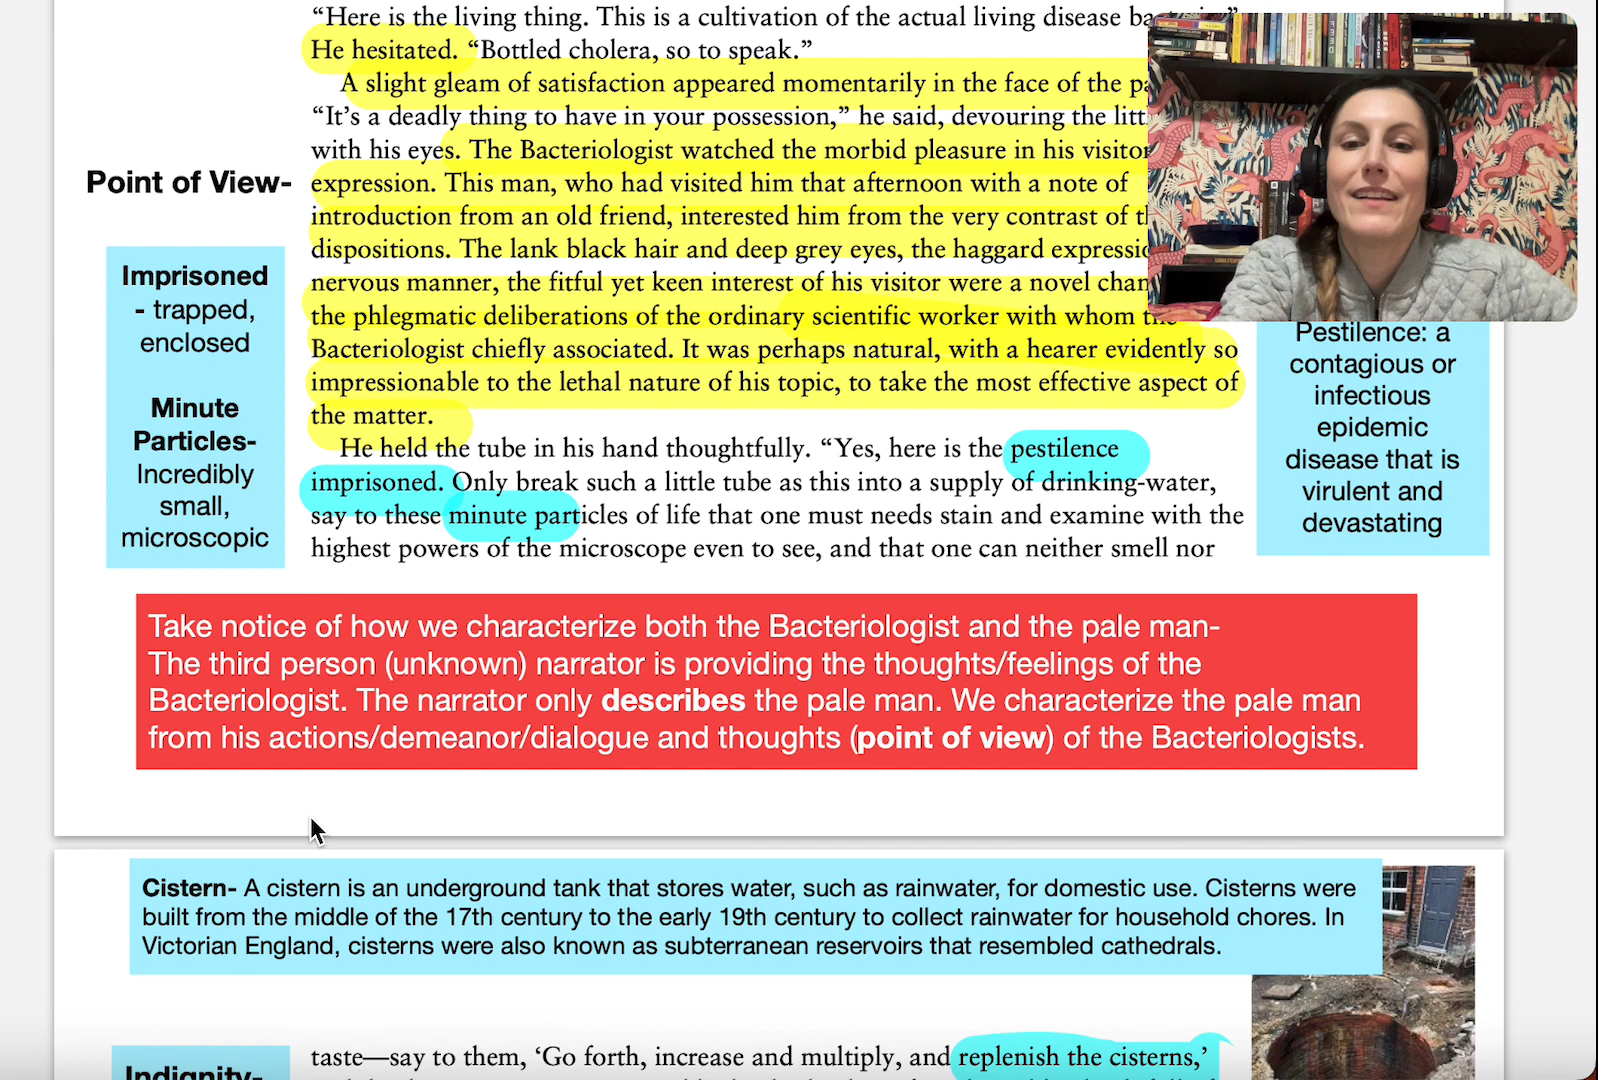 “Here is the living thing. This is a cultivation of the actual living disease
He hesitated. “Bottled cholera, so to speak.”
A slight gleam of satisfaction appeared momentarily in the face of the
“It’s a deadly thing to have in your possession,” he said, devouring the
with his eyes. The Bacteriologist watched the morbid pleasure in his visitor
Point of View-
expression. This man, who had visited him that afternoon with a note of
introduction from an old friend, interested him from the very contrast of
dispositions. The lank black hair and deep grey eyes, the haggard
nervous manner, the fitful yet keen interest of his visitor were a novel
the phlegmatic deliberations of the ordinary scientific worker with whom
Bacteriologist chiefly associated. It was perhaps natural, with a hearer evidently so
impressionable to the lethal nature of his topic, to take the most effective aspect of
the matter.
He held the tube in his hand thoughtfully. “Yes, here is the pestilence
imprisoned. Only break such a little tube as this into a supply of drinking-water,
say to these minute particles of life that one must needs stain and examine with the
highest powers of the microscope even to see, and that one can neither smell nor
Imprisoned
- trapped,
enclosed
Minute
Particles-
Incredibly
small,
microscopic
Pestilence: a
contagious or
infectious
epidemic
disease that is
virulent and
devastating
Take notice of how we characterize both the Bacteriologist and the pale man-
The third person (unknown) narrator is providing the thoughts/feelings of the
Bacteriologist. The narrator only describes the pale man. We characterize the pale man
from his actions/demeanor/dialogue and thoughts (point of view) of the Bacteriologists.
Cistern- A cistern is an underground tank that stores water, such as rainwater, for domestic use. Cisterns were
built from the middle of the 17th century to the early 19th century to collect rainwater for household chores. In
Victorian England, cisterns were also known as subterranean reservoirs that resembled cathedrals.
taste—say to them, ‘Go forth, increase and multiply, and replenish the cisterns,’
Indignity-